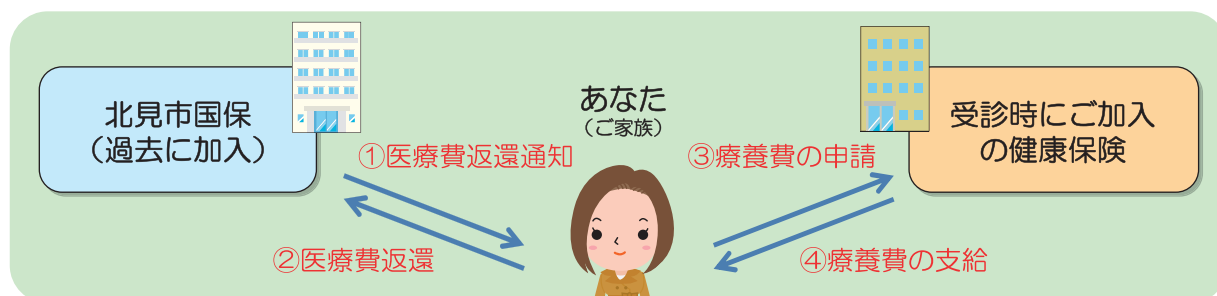 北見市国保
（過去に加入）
あなた
（ご家族）
受診時にご加入
の健康保険
①医療費返還通知
③療養費の申請
②医療費返還
④療養費の支給